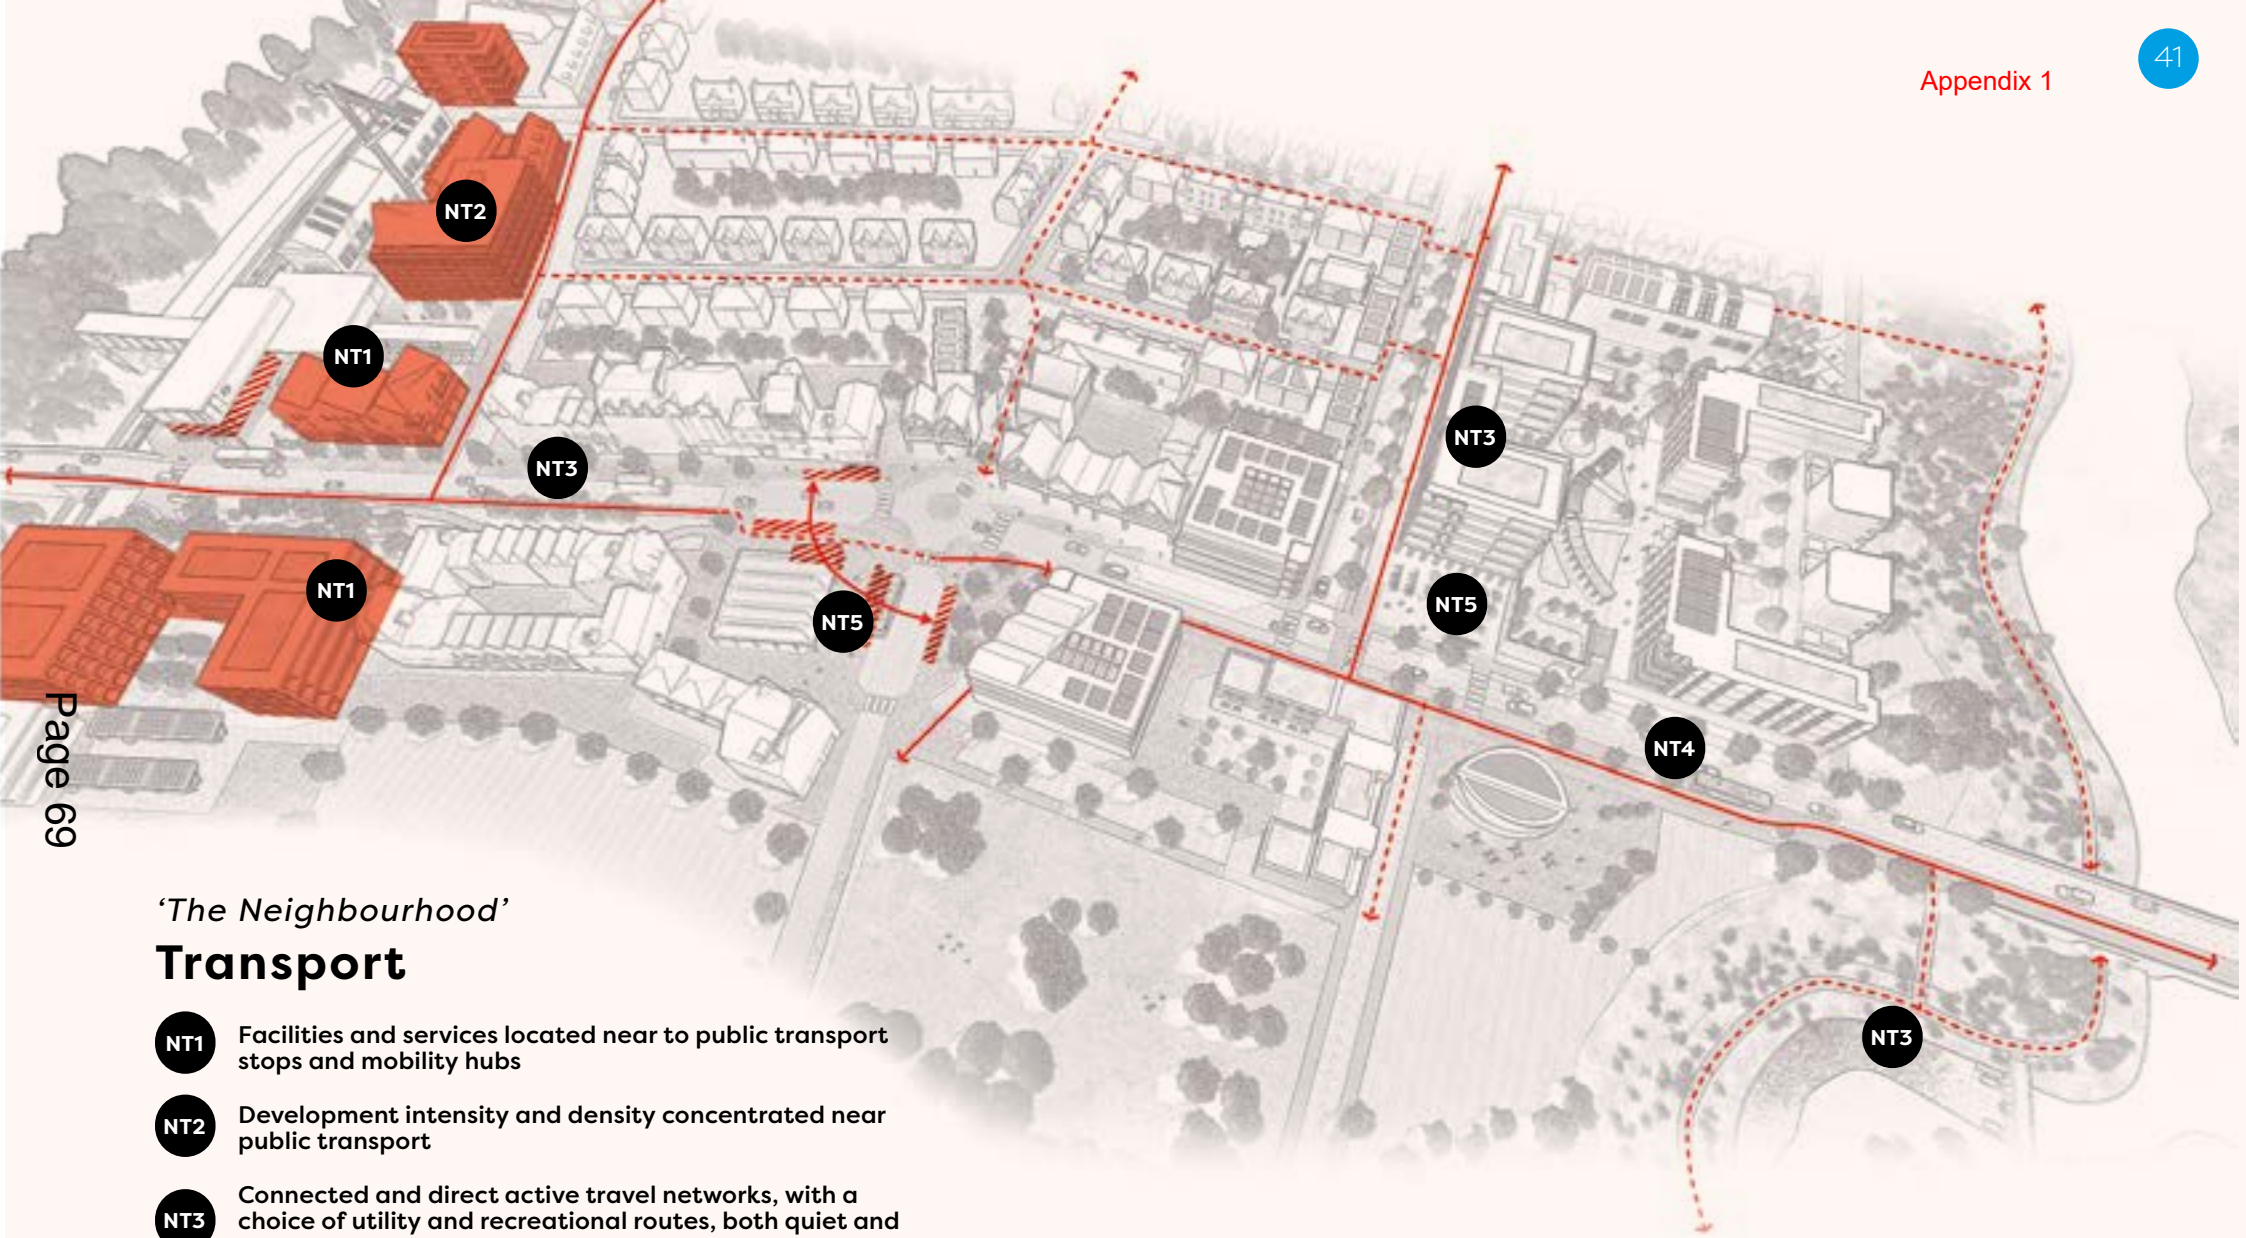 41
Appendix 1
NT2
NT1
NT3
NT3
NT1
NT5
NT5
NT4
NT3
Page 69
‘The Neighbourhood’
Transport
NT1
Facilities and services located near to public transport
stops and mobility hubs
NT2
Development intensity and density concentrated near
public transport
NT3
Connected and direct active travel networks, with a
choice of utility and recreational routes, both quiet and